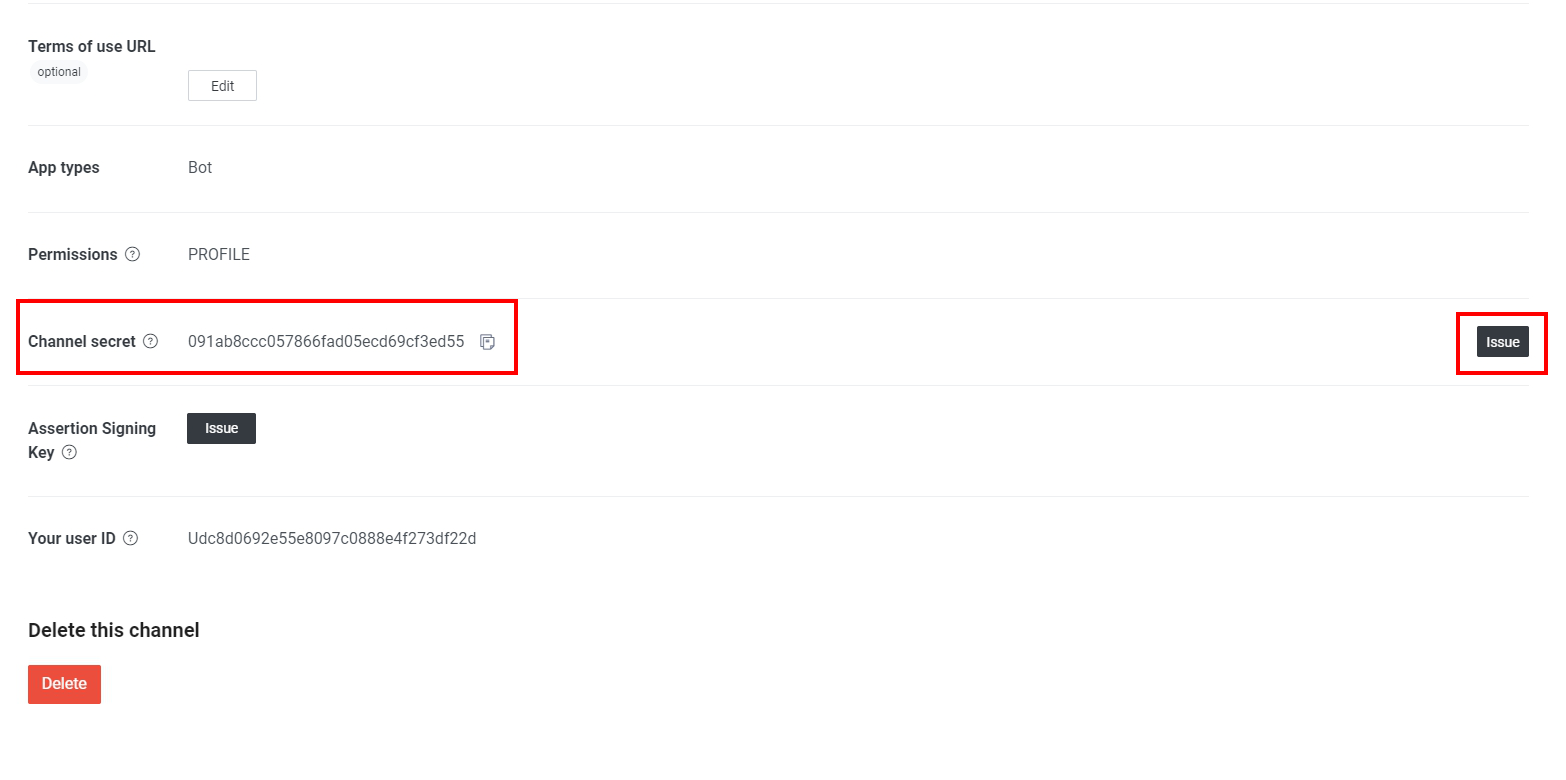 Terms of use URL
optional
Edit
App types Bot
Permissions ? PROFILE
Channel secret ? 091ab8ccc057866fad05ecd69cf3ed55 Issue
Assertion Signing Issue
Key ?
Your user ID ? Udc8d0692e55e8097c0888e4f273df22d
Delete this channel
Delete